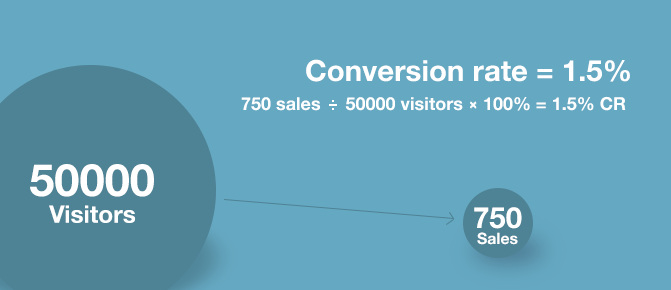 Conversion rate = 1.5%
750 sales ÷ 50000 visitors × 100% = 1.5% CR
50000
Visitors
750
Sales